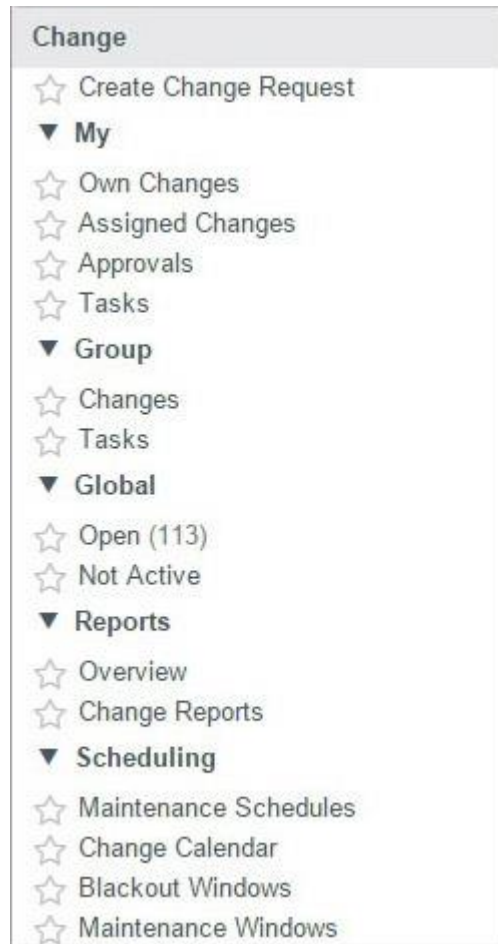 Change
Create Change Request
My
Own Changes
Assigned Changes
Approvals
Tasks
Group
Changes
Tasks
Global
Open (113)
Not Active
Reports
Overview
Change Reports
Scheduling
Maintenance Schedules
Change Calendar
Blackout Windows
Maintenance Windows